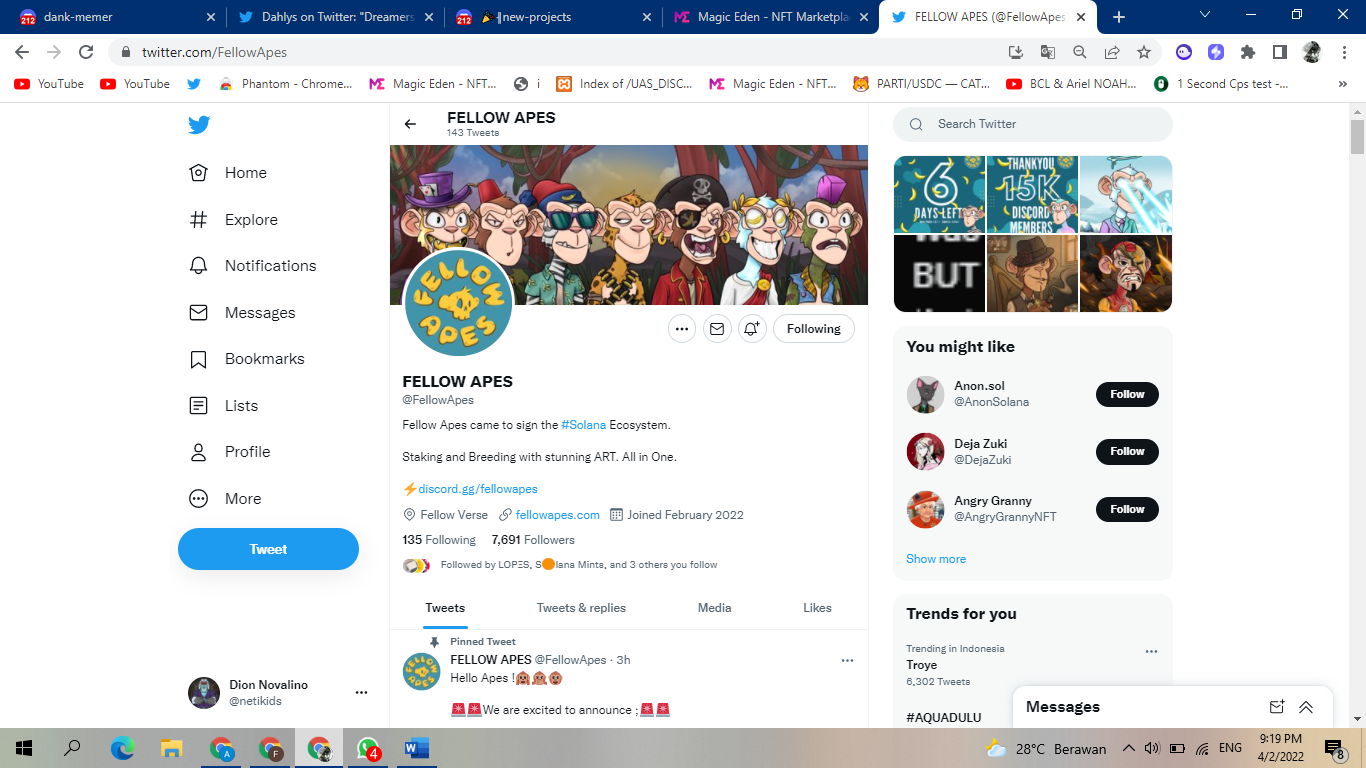 dank-memer
Dahlys on Twitter: "Dreamers
new-projects
Magic Eden - NFT Marketpla
FELLOW APES (@FellowApes
twitter.com/FellowApes
YouTube
YouTube
Phantom - Chrome...
Magic Eden - NFT...
i
Index of /UAS_DISC...
Magic Eden - NFT...
PARTI/USDC — CAT...
BCL & Ariel NOAH...
1 Second Cps test -...
Home
Explore
Notifications
Messages
Bookmarks
Lists
Profile
More
Tweet
Dion Novalino
@netikids
FELLOW APES
143 Tweets
FELLOW APES
Following
FELLOW APES
@FellowApes
Fellow Apes came to sign the #Solana Ecosystem.
Staking and Breeding with stunning ART. All in One.
⚡discord.gg/fellowapes
Fellow Verse fellowapes.com Joined February 2022
135 Following 7,691 Followers
Followed by LOPΞS, S🟠lana Mints, and 3 others you follow
Tweets Tweets & replies Media Likes
Pinned Tweet
FELLOW APES @FellowApes · 3h
Hello Apes !🙈🙉🙊
🚨🚨We are excited to announce ;🚨🚨
Search Twitter
6
DAYS LEFT
THANKYOU
15K
DISCORD
MEMBERS
BUT
You might like
Anon.sol
@AnonSolana
Follow
Deja Zuki
@DejaZuki
Follow
Angry Granny
@AngryGrannyNFT
Follow
Show more
Trends for you
Trending in Indonesia
Troye
6,302 Tweets
#AQUADULU
Messages
212
212
A
F
4
W
28°C Berawan
ENG
9:19 PM
4/2/2022
8